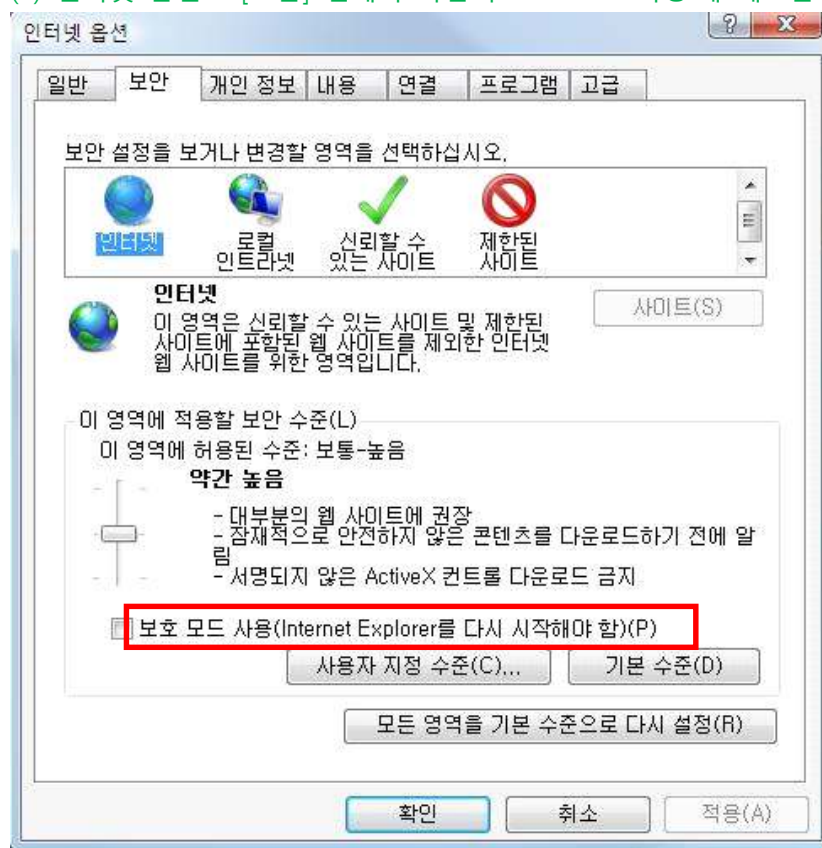 인터넷 옵션
일반 보안 개인 정보 내용 연결 프로그램 고급
보안 설정을 보거나 변경할 영역을 선택하십시오.
인터넷
로컬
인트라넷
신뢰할 수
있는 사이트
제한된
사이트
인터넷
사이트(S)
이 영역은 신뢰할 수 있는 사이트 및 제한된
사이트에 포함된 웹 사이트를 제외한 인터넷
웹 사이트를 위한 영역입니다.
이 영역에 적용할 보안 수준(L)
이 영역에 허용된 수준: 보통-높음
약간 높음
- 대부분의 웹 사이트에 권장
- 잠재적으로 안전하지 않은 콘텐츠를 다운로드하기 전에 알
림
- 서명되지 않은 ActiveX 컨트롤 다운로드 금지
보호 모드 사용(Internet Explorer를 다시 시작해야 함)(P)
사용자 지정 수준(C)... 기본 수준(D)
모든 영역을 기본 수준으로 다시 설정(R)
확인 취소 적용(A)